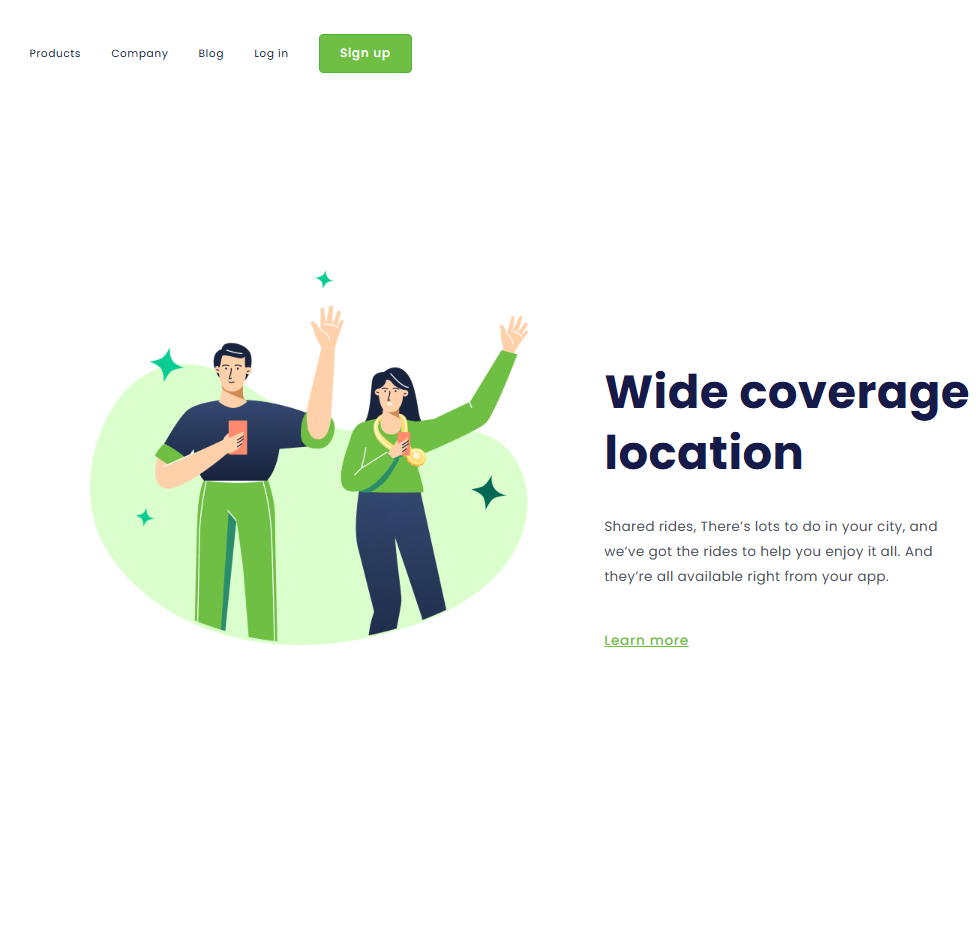 Products
Company
Blog
Log in
Sign up
Wide coverage
location
Shared rides, There’s lots to do in your city, and
we’ve got the rides to help you enjoy it all. And
they’re all available right from your app.
Learn more